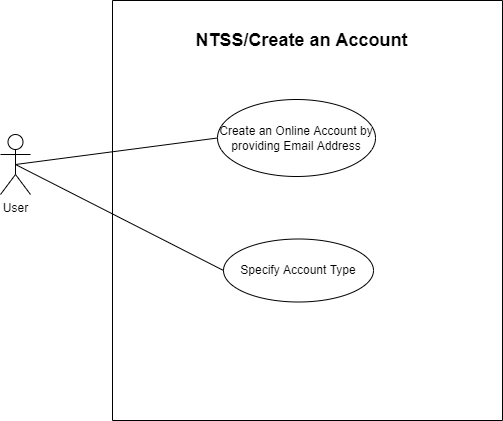 NTSS/Create an Account
Create an Online Account by
providing Email Address
User
Specify Account Type